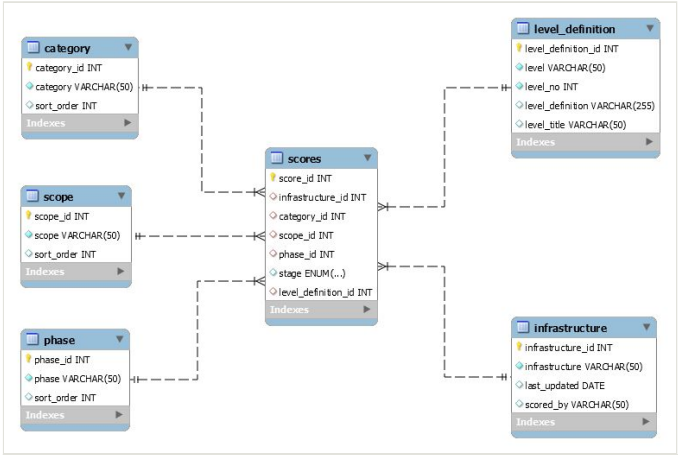 category
category_id INT
category VARCHAR(50)
sort_order INT
Indexes
scope
scope_id INT
scope VARCHAR(50)
sort_order INT
Indexes
phase
phase_id INT
phase VARCHAR(50)
sort_order INT
Indexes
scores
score_id INT
infrastructure_id INT
category_id INT
scope_id INT
phase_id INT
stage ENUM(...)
level_definition_id INT
Indexes
level_definition
level_definition_id INT
level VARCHAR(50)
level_no INT
level_definition VARCHAR(255)
level_title VARCHAR(50)
Indexes
infrastructure
infrastructure_id INT
infrastructure VARCHAR(50)
last_updated DATE
scored_by VARCHAR(50)
Indexes